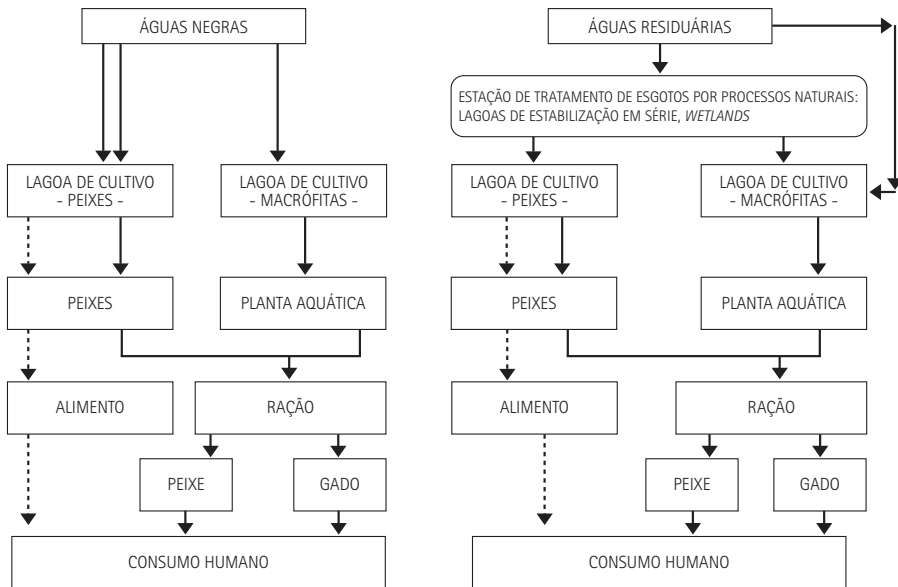 ÁGUAS NEGRAS
LAGOA DE CULTIVO
- PEIXES -
LAGOA DE CULTIVO
- MACRÓFITAS -
PEIXES
PLANTA AQUÁTICA
ALIMENTO
RAÇÃO
PEIXE
GADO
CONSUMO HUMANO
ÁGUAS RESIDUÁRIAS
ESTAÇÃO DE TRATAMENTO DE ESGOTOS POR PROCESSOS NATURAIS:
LAGOAS DE ESTABILIZAÇÃO EM SÉRIE, WETLANDS
LAGOA DE CULTIVO
- PEIXES -
LAGOA DE CULTIVO
- MACRÓFITAS -
PEIXES
PLANTA AQUÁTICA
ALIMENTO
RAÇÃO
PEIXE
GADO
CONSUMO HUMANO